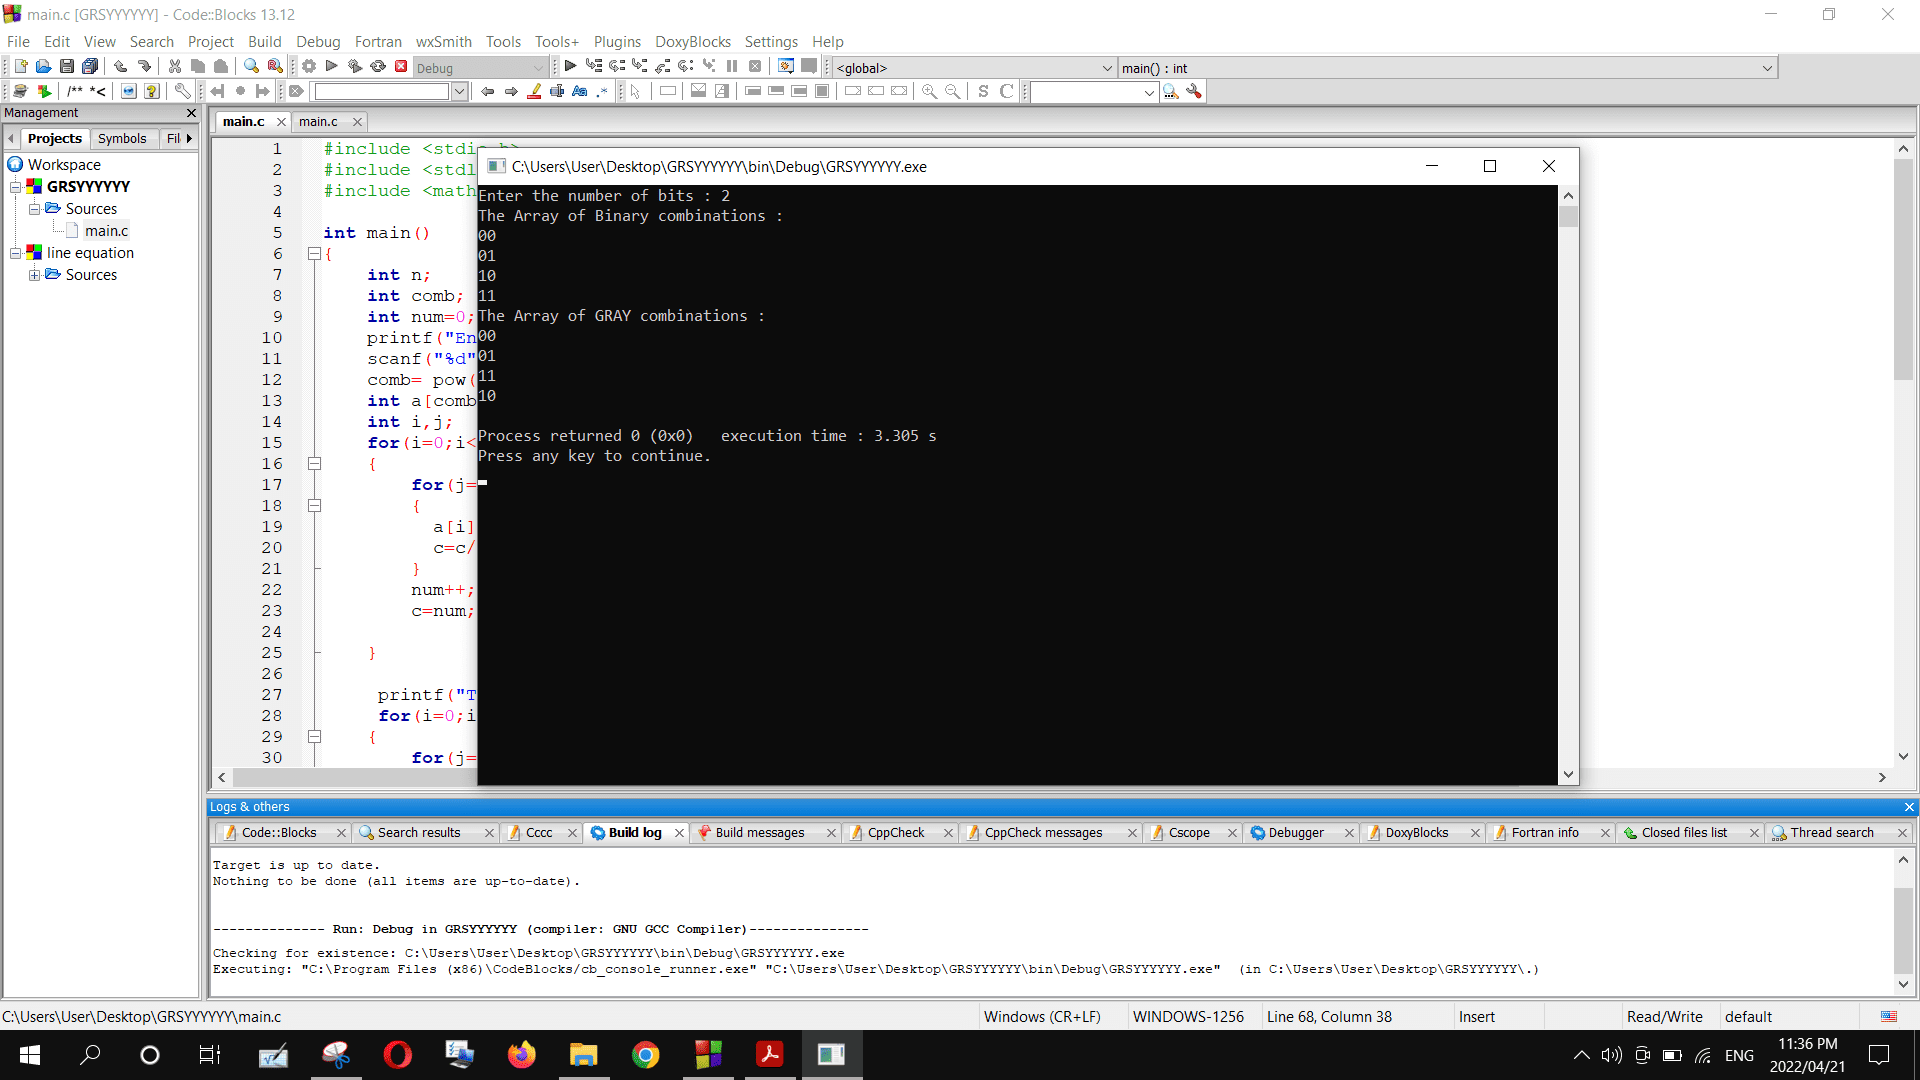 main.c [GRSYYYYYY] - Code::Blocks 13.12
File Edit View Search Project Build Debug Fortran wxSmith Tools Tools+ Plugins DoxyBlocks Settings Help
Debug
<global>
main() : int
/** *<
Aa .*
S C
Management
Projects Symbols Fil
Workspace
GRSYYYYYY
Sources
main.c
line equation
Sources
main.c main.c
1 #include <stdio.h>
2 #include <stdl
3 #include <math
4
5 int main()
6 {
7 int n;
8 int comb;
9 int num=0;
10 printf("En
11 scanf("%d"
12 comb= pow(
13 int a[comb
14 int i,j;
15 for(i=0;i<
16 {
17 for(j=
18 {
19 a[i]
20 c=c/
21 }
22 num++;
23 c=num;
24
25 }
26
27 printf("T
28 for(i=0;i
29 {
30 for(j=
C:\Users\User\Desktop\GRSYYYYYY\bin\Debug\GRSYYYYYY.exe
Enter the number of bits : 2
The Array of Binary combinations :
00
01
10
11
The Array of GRAY combinations :
00
01
11
10
Process returned 0 (0x0) execution time : 3.305 s
Press any key to continue.
Logs & others
Code::Blocks Search results Cccc Build log Build messages CppCheck CppCheck messages Cscope Debugger DoxyBlocks Fortran info Closed files list Thread search
Target is up to date.
Nothing to be done (all items are up-to-date).
-------------- Run: Debug in GRSYYYYYY (compiler: GNU GCC Compiler)---------------
Checking for existence: C:\Users\User\Desktop\GRSYYYYYY\bin\Debug\GRSYYYYYY.exe
Executing: "C:\Program Files (x86)\CodeBlocks/cb_console_runner.exe" "C:\Users\User\Desktop\GRSYYYYYY\bin\Debug\GRSYYYYYY.exe" (in C:\Users\User\Desktop\GRSYYYYYY\.)
C:\Users\User\Desktop\GRSYYYYYY\main.c Windows (CR+LF) WINDOWS-1256 Line 68, Column 38 Insert Read/Write default
ENG
11:36 PM
2022/04/21